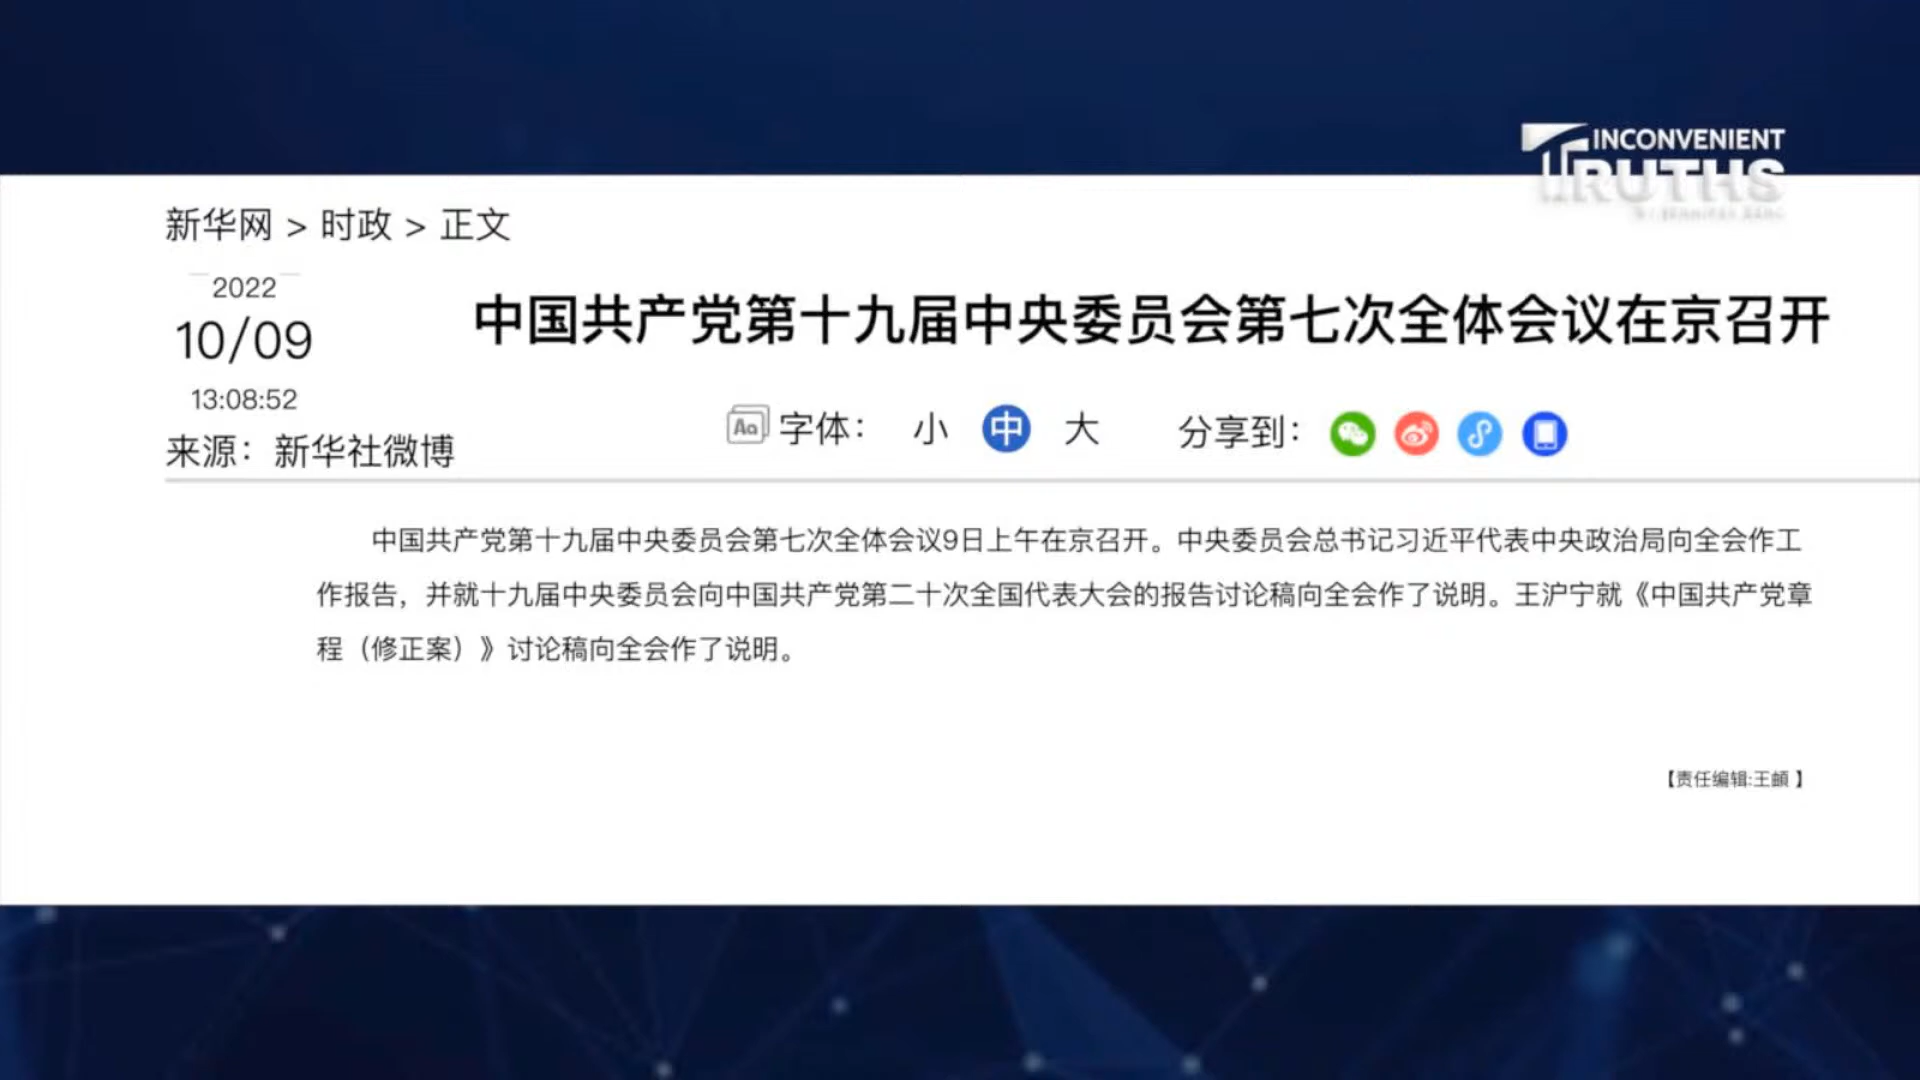 INCONVENIENT
TRUTHS
新华网 > 时政 > 正文
2022
10/09
13:08:52
来源：新华社微博
中国共产党第十九届中央委员会第七次全体会议在京召开
Aa 字体： 小 中 大 分享到：
中国共产党第十九届中央委员会第七次全体会议9日上午在京召开。中央委员会总书记习近平代表中央政治局向全会作工
作报告，并就十九届中央委员会向中国共产党第二十次全国代表大会的报告讨论稿向全会作了说明。王沪宁就《中国共产党章
程（修正案）》讨论稿向全会作了说明。
【责任编辑:王頔 】